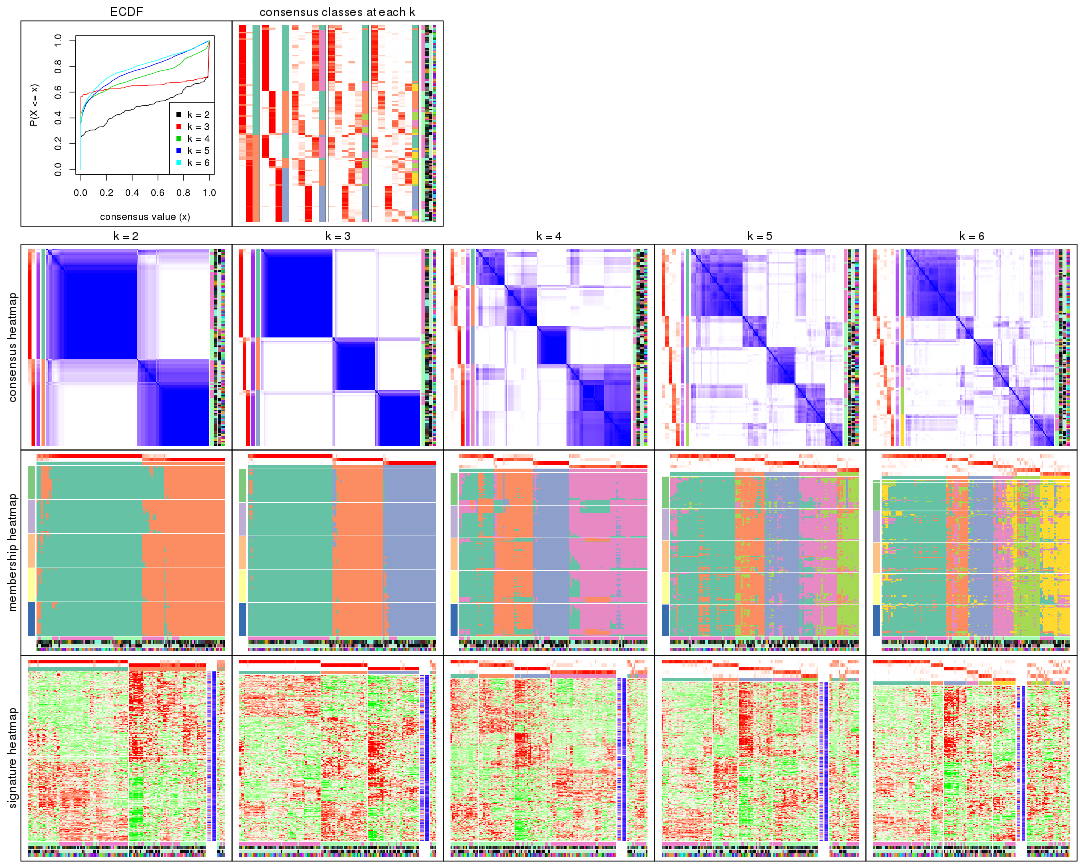 ECDF
consensus classes at each k
P(X <= x)
0.0 0.2 0.4 0.6 0.8 1.0
k = 2
k = 3
k = 4
k = 5
k = 6
0.0 0.2 0.4 0.6 0.8 1.0
consensus value (x)
k = 2
k = 3
k = 4
k = 5
k = 6
consensus heatmap
membership heatmap
signature heatmap